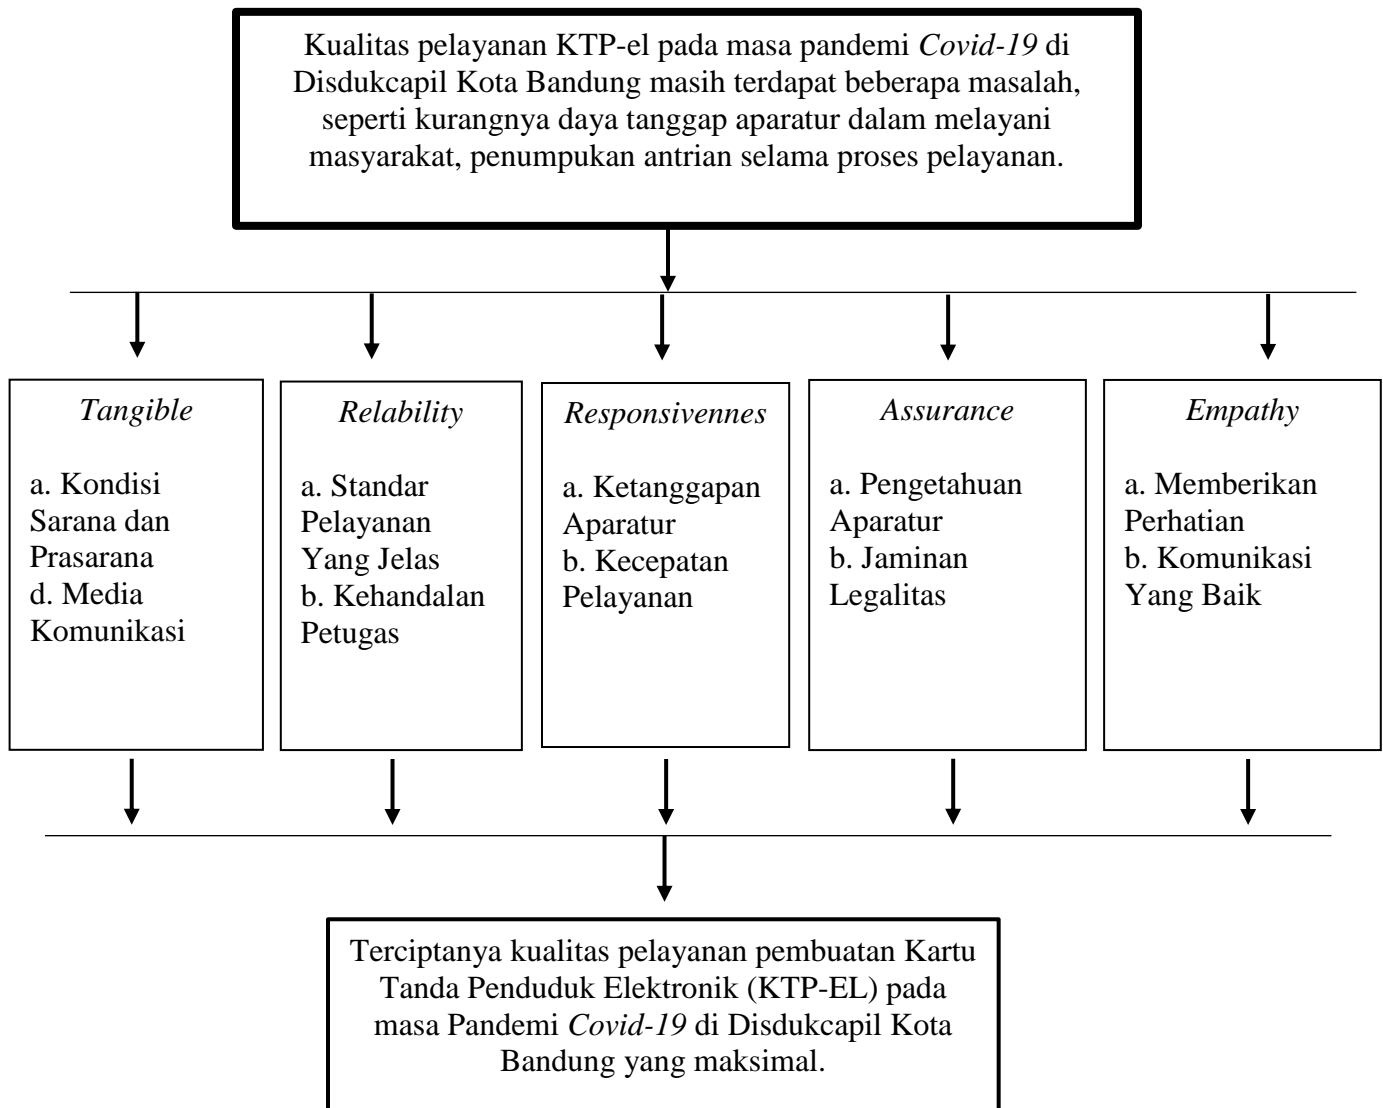 Kualitas pelayanan KTP-el pada masa pandemi Covid-19 di
Disdukcapil Kota Bandung masih terdapat beberapa masalah,
seperti kurangnya daya tanggap aparatur dalam melayani
masyarakat, penumpukan antrian selama proses pelayanan.
Tangible
a. Kondisi
Sarana dan
Prasarana
d. Media
Komunikasi
Relability
a. Standar
Pelayanan
Yang Jelas
b. Kehandalan
Petugas
Responsivennes
a. Ketanggapan
Aparatur
b. Kecepatan
Pelayanan
Assurance
a. Pengetahuan
Aparatur
b. Jaminan
Legalitas
Empathy
a. Memberikan
Perhatian
b. Komunikasi
Yang Baik
Terciptanya kualitas pelayanan pembuatan Kartu
Tanda Penduduk Elektronik (KTP-EL) pada
masa Pandemi Covid-19 di Disdukcapil Kota
Bandung yang maksimal.